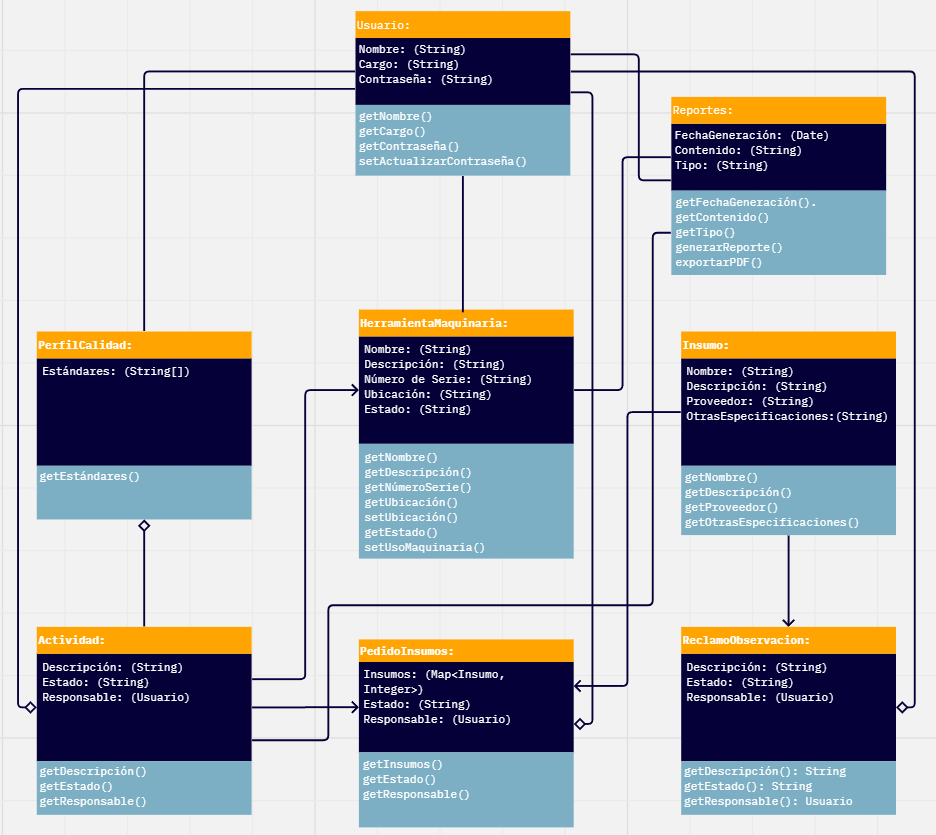 Usuario:
Nombre: (String)
Cargo: (String)
Contraseña: (String)
getNombre()
getCargo()
getContraseña()
setActualizarContraseña()
Reportes:
FechaGeneración: (Date)
Contenido: (String)
Tipo: (String)
getFechaGeneración().
getContenido()
getTipo()
generarReporte()
exportarPDF()
PerfilCalidad:
Estándares: (String[])
getEstándares()
HerramientaMaquinaria:
Nombre: (String)
Descripción: (String)
Número de Serie: (String)
Ubicación: (String)
Estado: (String)
getNombre()
getDescripción()
getNúmeroSerie()
getUbicación()
setUbicación()
getEstado()
setUsoMaquinaria()
Insumo:
Nombre: (String)
Descripción: (String)
Proveedor: (String)
OtrasEspecificaciones:(String)
getNombre()
getDescripción()
getProveedor()
getOtrasEspecificaciones()
Actividad:
Descripción: (String)
Estado: (String)
Responsable: (Usuario)
getDescripción()
getEstado()
getResponsable()
PedidoInsumos:
Insumos: (Map<Insumo,
Integer>)
Estado: (String)
Responsable: (Usuario)
getInsumos()
getEstado()
getResponsable()
ReclamoObservacion:
Descripción: (String)
Estado: (String)
Responsable: (Usuario)
getDescripción(): String
getEstado(): String
getResponsable(): Usuario